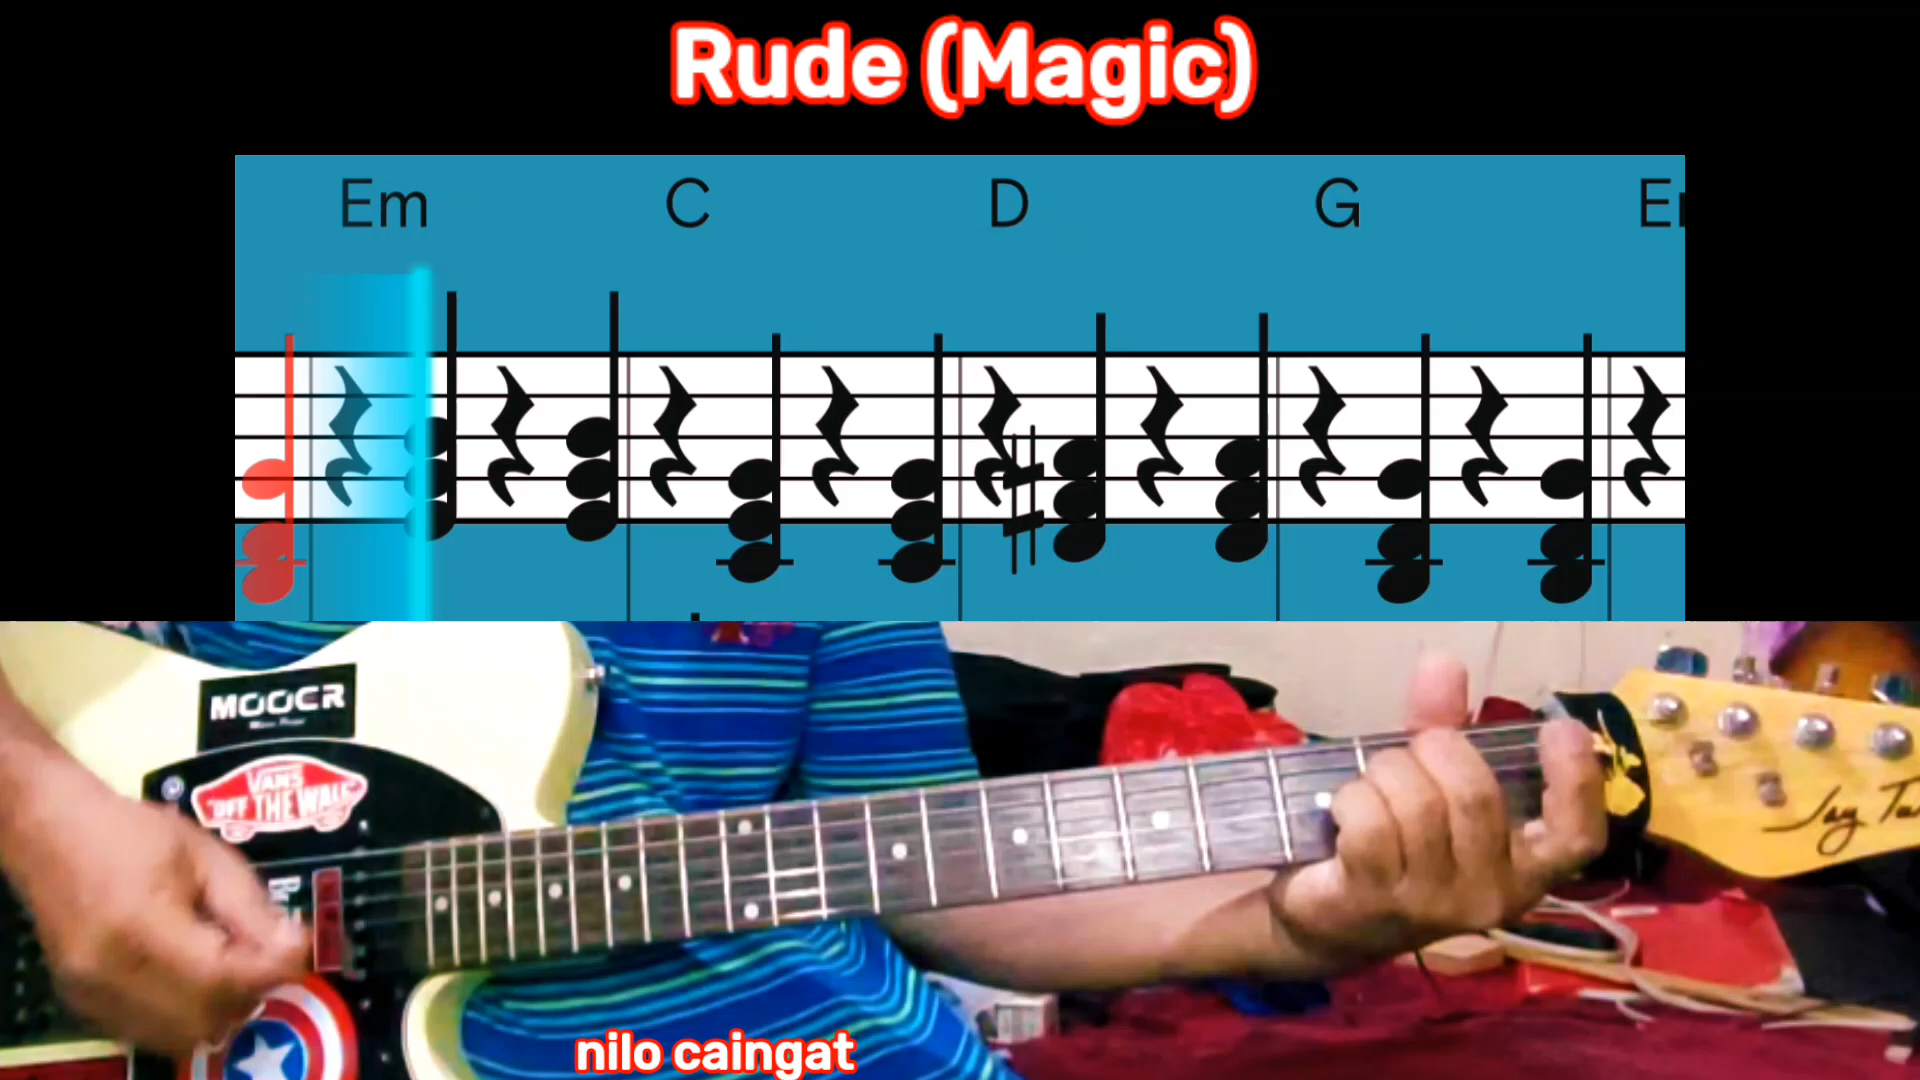 Rude (Magic)
Em C D G
MOOER
VANS
"OFF THE WALL"
nilo caingat